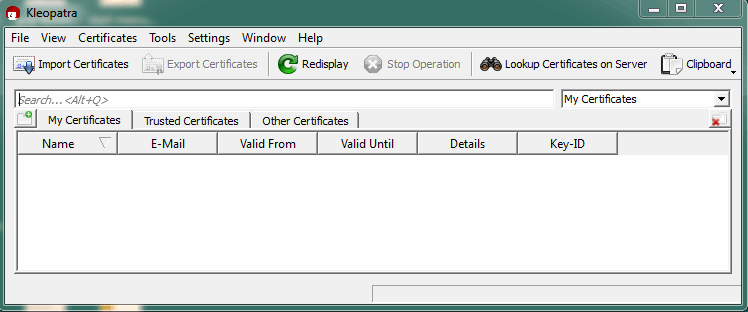 Kleopatra
File View Certificates Tools Settings Window Help
Import Certificates Export Certificates Redisplay Stop Operation Lookup Certificates on Server Clipboard
Search...<Alt+Q> My Certificates
My Certificates Trusted Certificates Other Certificates
Name E-Mail Valid From Valid Until Details Key-ID